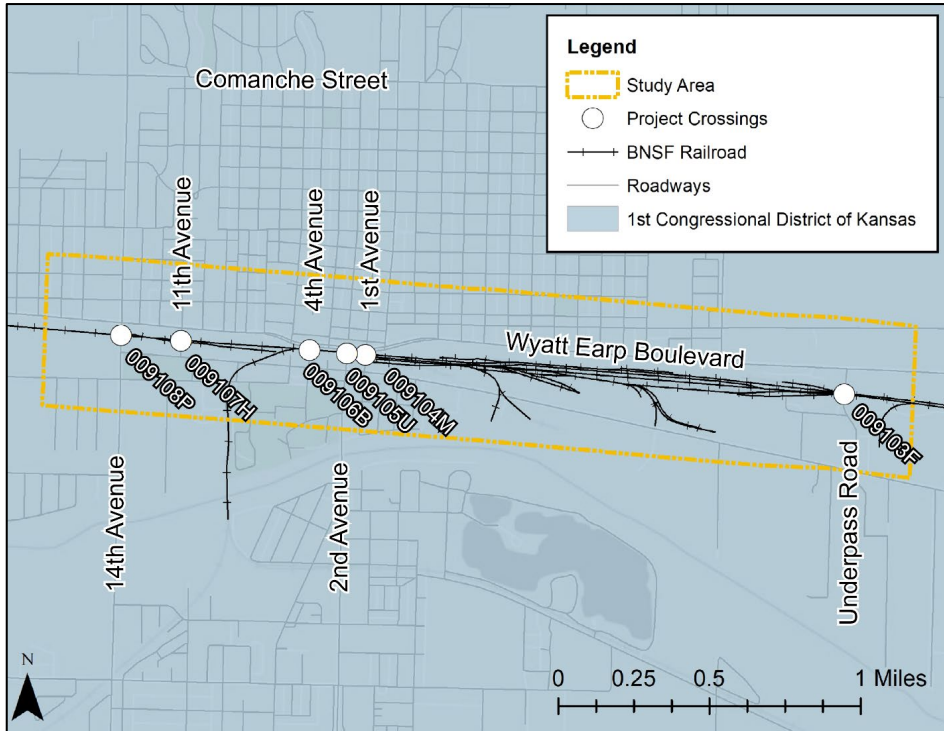 Legend
Study Area
Project Crossings
BNSF Railroad
Roadways
1st Congressional District of Kansas
Comanche Street
11th Avenue
4th Avenue
1st Avenue
Wyatt Earp Boulevard
009108P
009107H
009106B
009105U
009104M
009103F
14th Avenue
2nd Avenue
Underpass Road
N
0 0.25 0.5 1 Miles